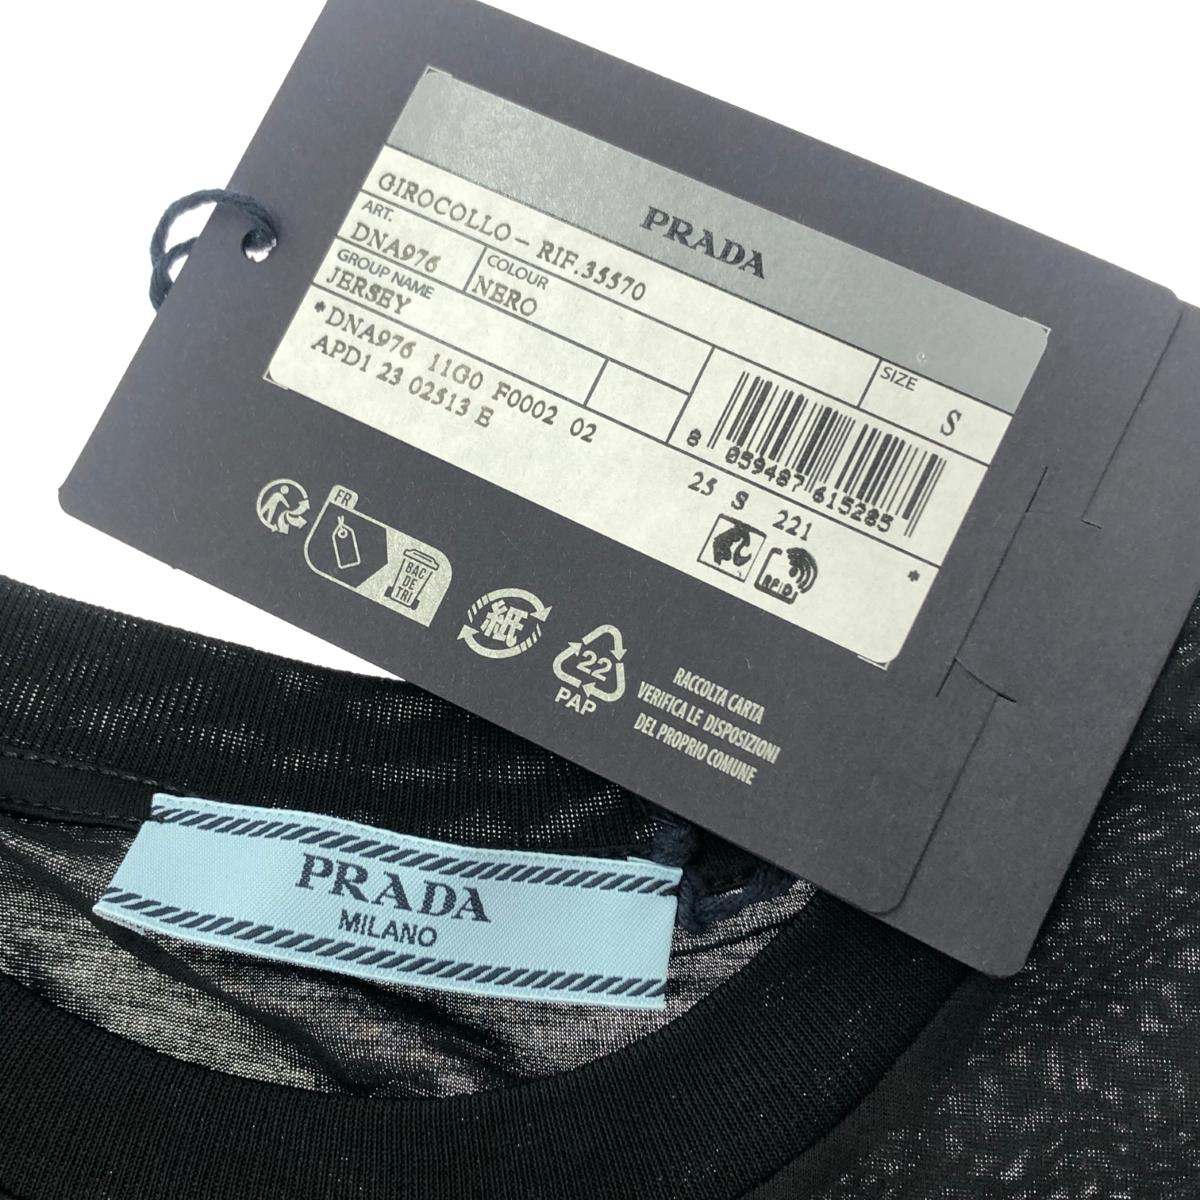 PRADA
GIROCOLLO - RIF.35570
ART.
DNA976
COLOUR
NERO
SIZE
S
GROUP NAME
JERSEY
*DNA976 11G0 F0002 02
APD1 23 02513 E
8 059487 615285
25 S 221
RFID
*
FR
BAC
DE
TRI
紙
22
PAP
RACCOLTA CARTA
VERIFICA LE DISPOSIZIONI
DEL PROPRIO COMUNE
PRADA
MILANO